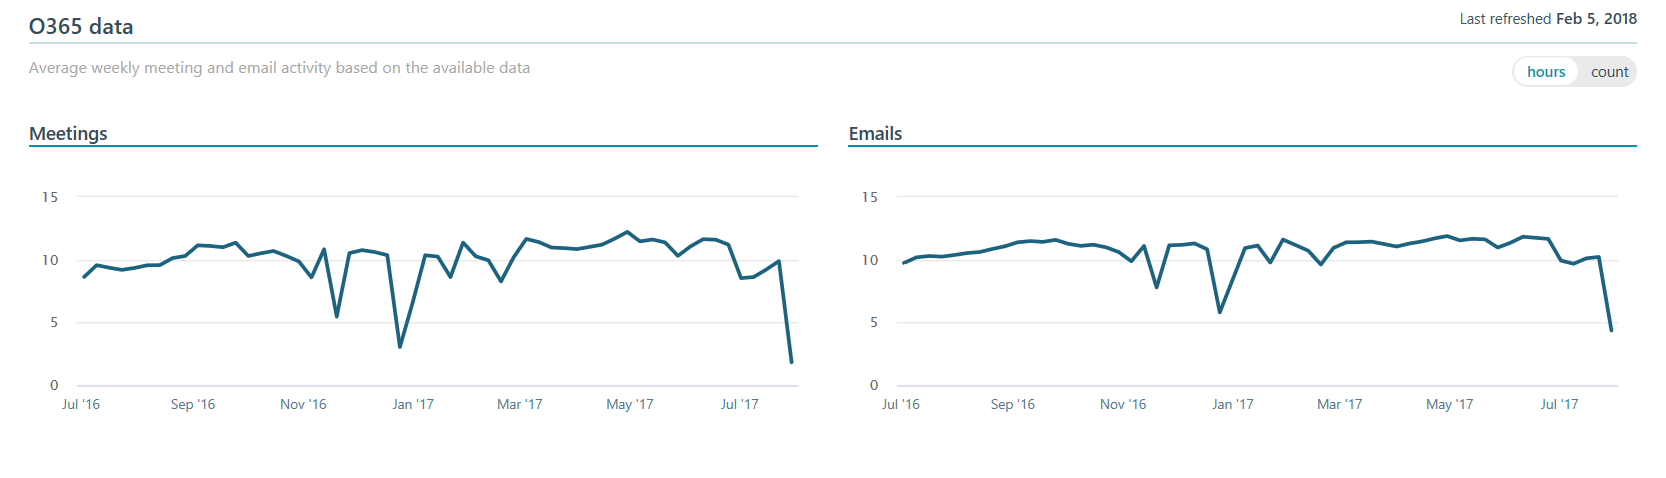 O365 data
Last refreshed Feb 5, 2018
Average weekly meeting and email activity based on the available data
hours count
Meetings
15
10
5
0
Jul '16 Sep '16 Nov '16 Jan '17 Mar '17 May '17 Jul '17
Emails
15
10
5
0
Jul '16 Sep '16 Nov '16 Jan '17 Mar '17 May '17 Jul '17